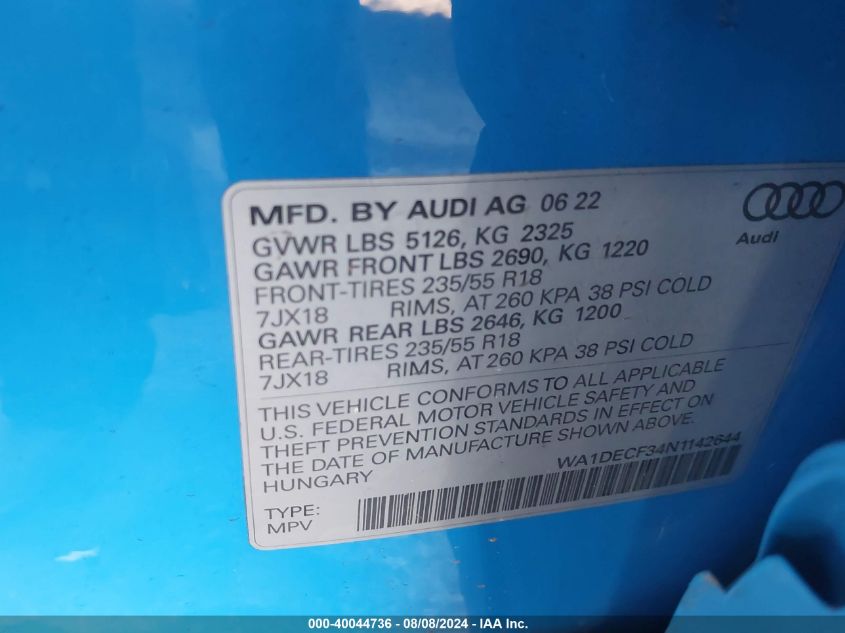 MFD. BY AUDI AG 06 22
GVWR LBS 5126, KG 2325
GAWR FRONT LBS 2690, KG 1220
FRONT-TIRES 235/55 R18
7JX18 RIMS, AT 260 KPA 38 PSI COLD
GAWR REAR LBS 2646, KG 1200
REAR-TIRES 235/55 R18
7JX18 RIMS, AT 260 KPA 38 PSI COLD
Audi
THIS VEHICLE CONFORMS TO ALL APPLICABLE
U.S. FEDERAL MOTOR VEHICLE SAFETY AND
THEFT PREVENTION STANDARDS IN EFFECT ON
THE DATE OF MANUFACTURE SHOWN ABOVE.
HUNGARY
WA1DECF34N1142644
TYPE:
MPV
000-40044736 - 08/08/2024 - IAA Inc.